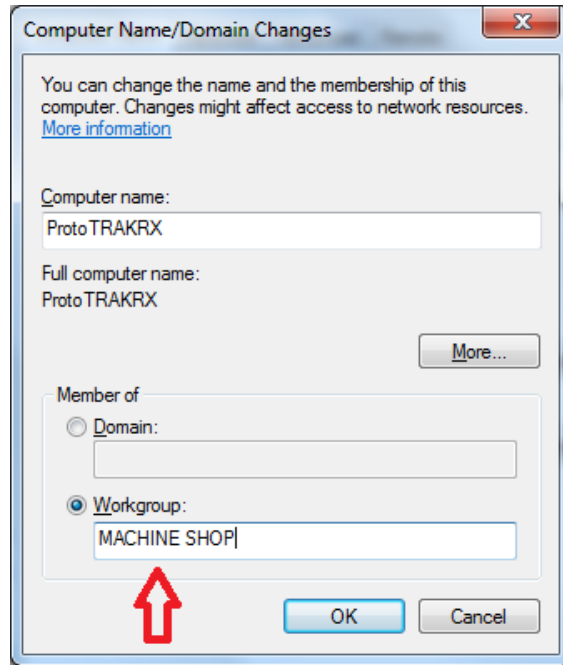 Computer Name/Domain Changes
You can change the name and the membership of this
computer. Changes might affect access to network resources.
More information
Computer name:
ProtoTRAKRX
Full computer name:
ProtoTRAKRX
More...
Member of
Domain:
Workgroup:
MACHINE SHOP
OK
Cancel